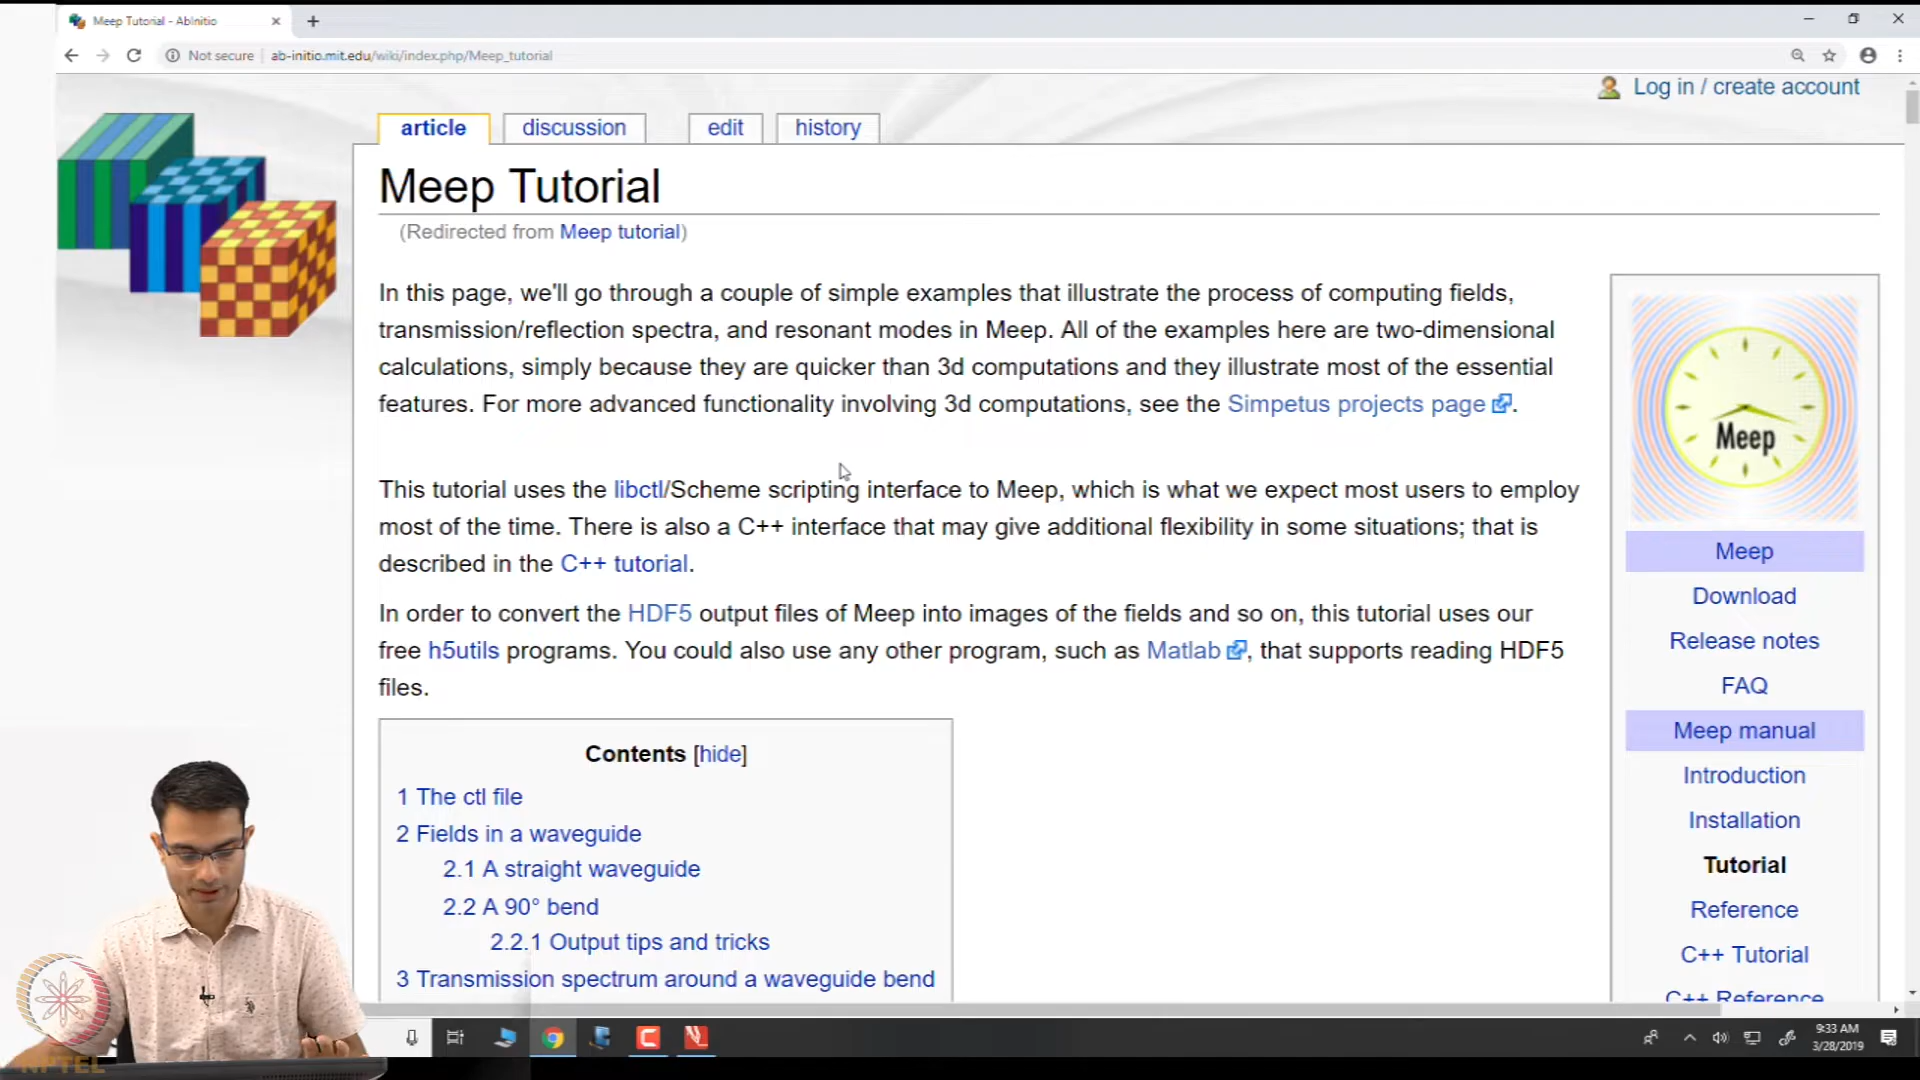 Meep Tutorial - AbInitio
Not secure
ab-initio.mit.edu/wiki/index.php/Meep_tutorial
Log in / create account
article
discussion
edit
history
Meep Tutorial
(Redirected from Meep tutorial)
In this page, we'll go through a couple of simple examples that illustrate the process of computing fields,
transmission/reflection spectra, and resonant modes in Meep. All of the examples here are two-dimensional
calculations, simply because they are quicker than 3d computations and they illustrate most of the essential
features. For more advanced functionality involving 3d computations, see the Simpetus projects page .
This tutorial uses the libctl/Scheme scripting interface to Meep, which is what we expect most users to employ
most of the time. There is also a C++ interface that may give additional flexibility in some situations; that is
described in the C++ tutorial.
In order to convert the HDF5 output files of Meep into images of the fields and so on, this tutorial uses our
free h5utils programs. You could also use any other program, such as Matlab , that supports reading HDF5
files.
Contents [hide]
1 The ctl file
2 Fields in a waveguide
2.1 A straight waveguide
2.2 A 90° bend
2.2.1 Output tips and tricks
3 Transmission spectrum around a waveguide bend
Meep
Meep
Download
Release notes
FAQ
Meep manual
Introduction
Installation
Tutorial
Reference
C++ Tutorial
C++ Reference
9:33 AM
3/28/2019
NPTEL